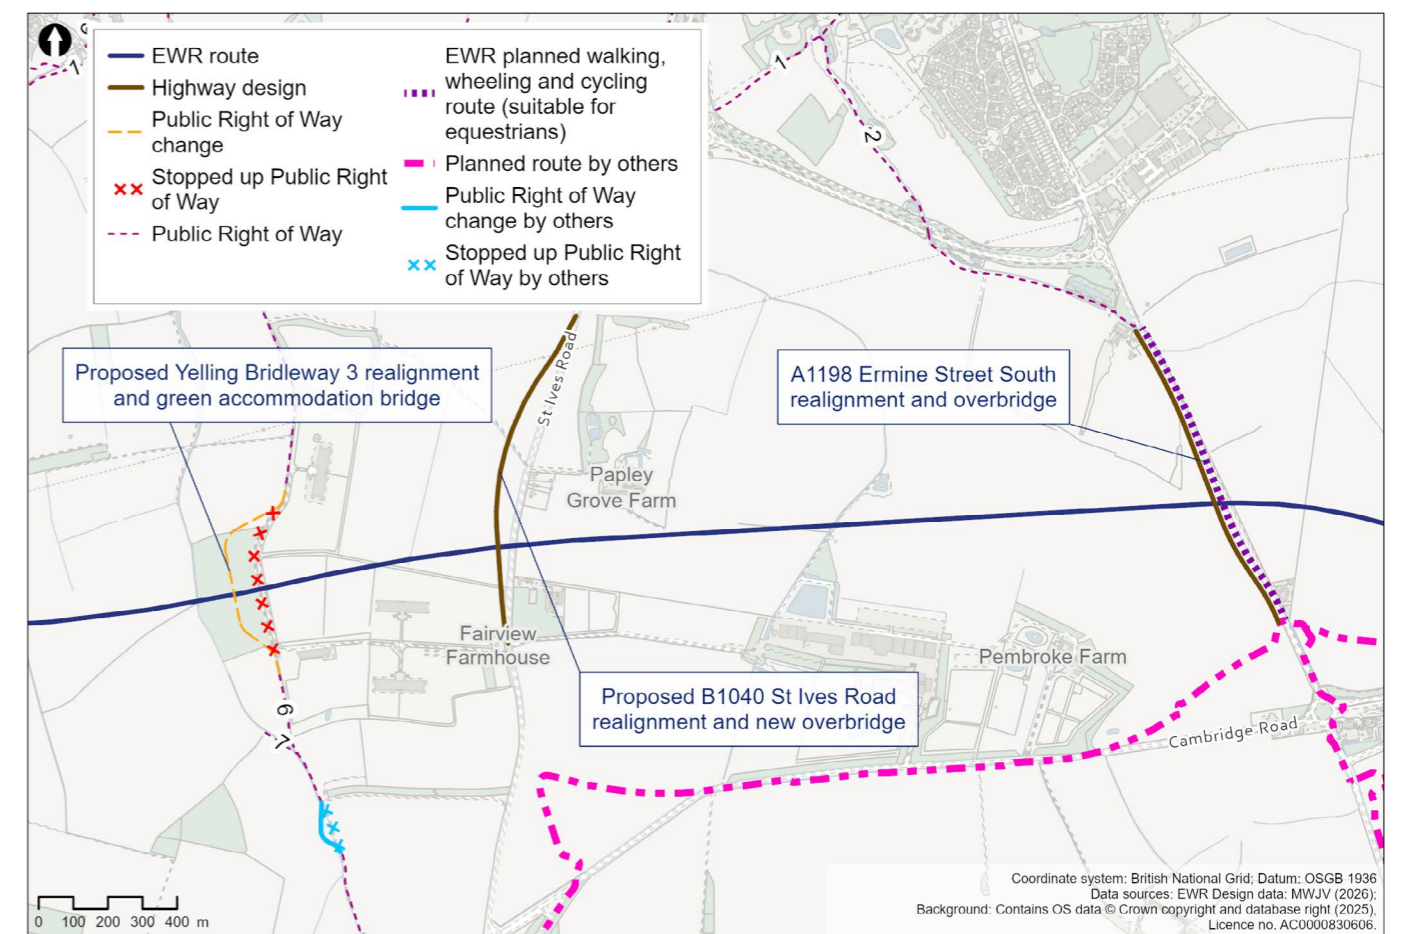 EWR route
Highway design
Public Right of Way
change
Stopped up Public Right
of Way
Public Right of Way
EWR planned walking,
wheeling and cycling
route (suitable for
equestrians)
Planned route by others
Public Right of Way
change by others
Stopped up Public Right
of Way by others
1
1
2
Proposed Yelling Bridleway 3 realignment
and green accommodation bridge
St Ives Road
A1198 Ermine Street South
realignment and overbridge
Papley
Grove Farm
Fairview
Farmhouse
Pembroke Farm
Proposed B1040 St Ives Road
realignment and new overbridge
6
7
Cambridge Road
0 100 200 300 400 m
Coordinate system: British National Grid; Datum: OSGB 1936
Data sources: EWR Design data: MWJV (2026);
Background: Contains OS data © Crown copyright and database right (2025),
Licence no. AC0000830606.